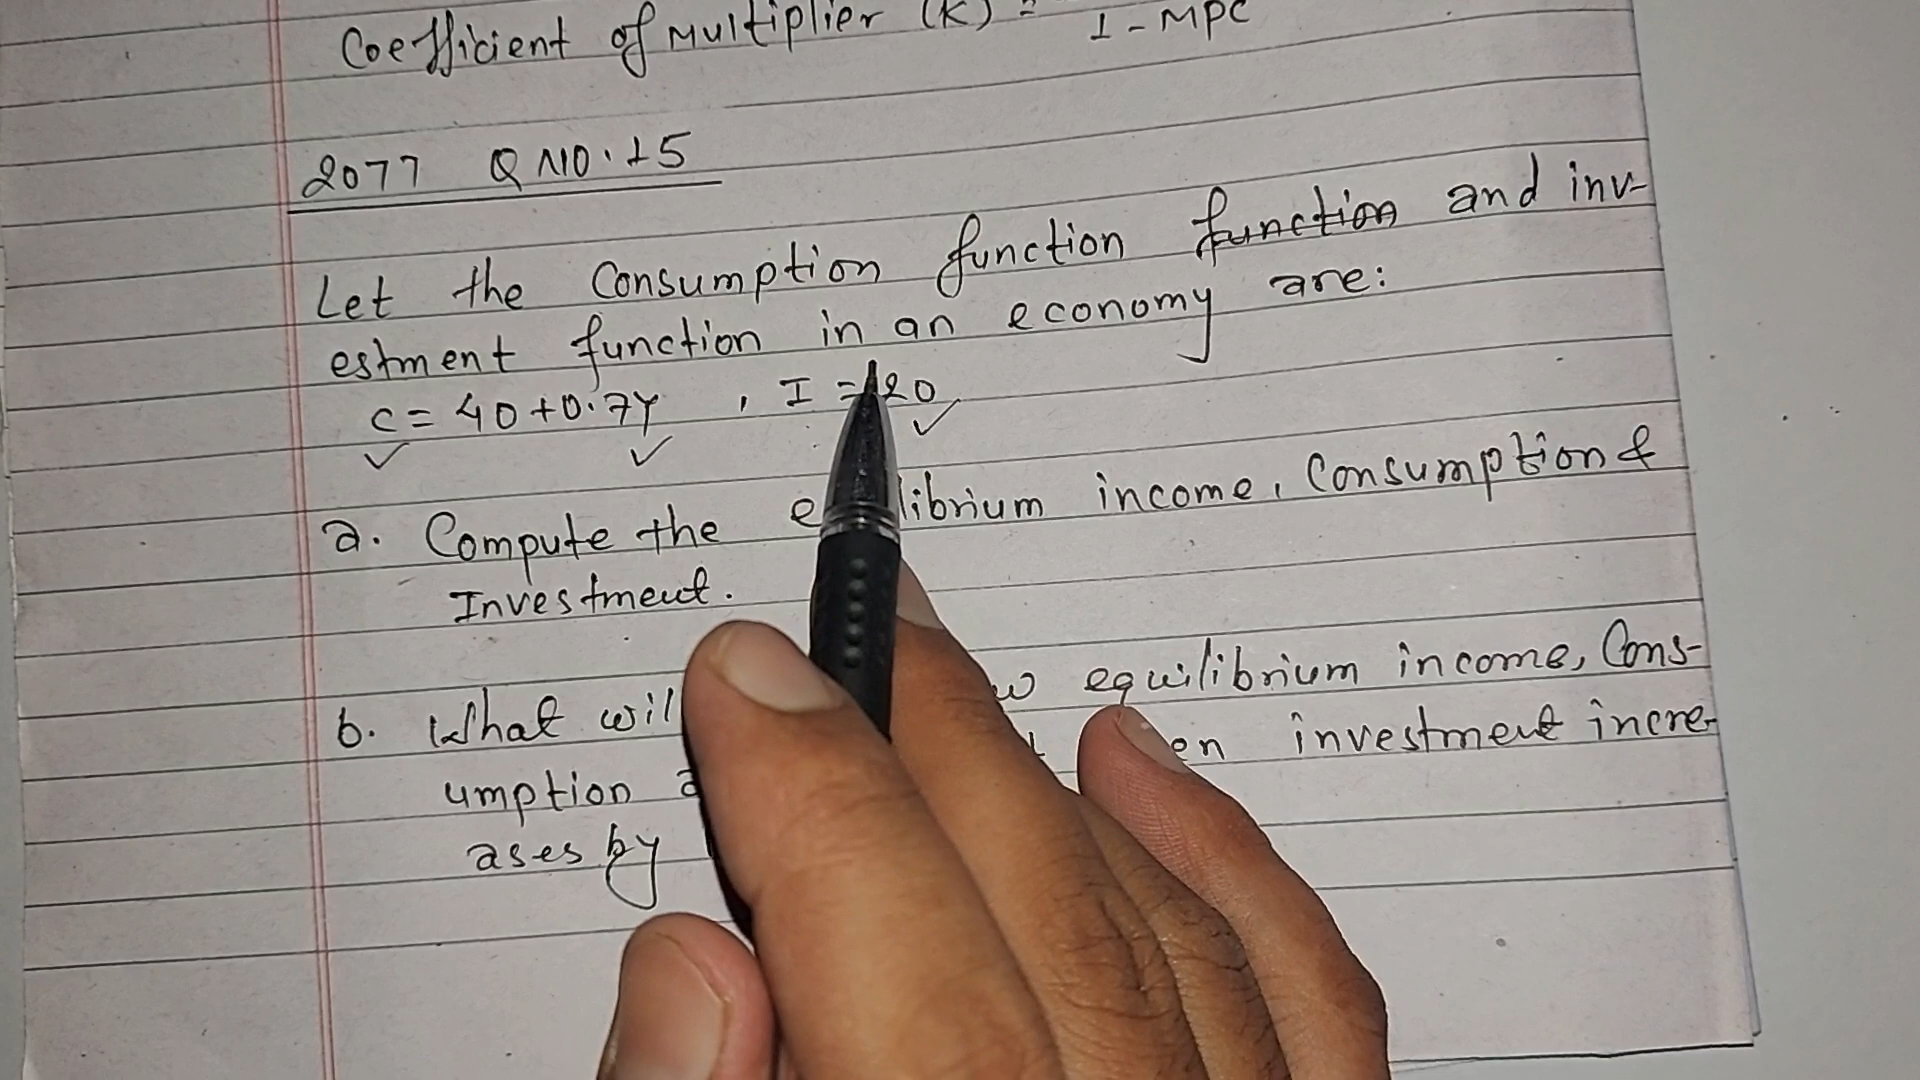 Coefficient of Multiplier (K) =
1 - MPC
2077 Q NO. 15
Let the Consumption function function and inv-
estment function in an economy are:
C = 40 + 0.7Y , I = 20
a. Compute the librium income, Consumption &
Investment.
b. What equilibrium income, Cons-
umption investment incre-
ases by